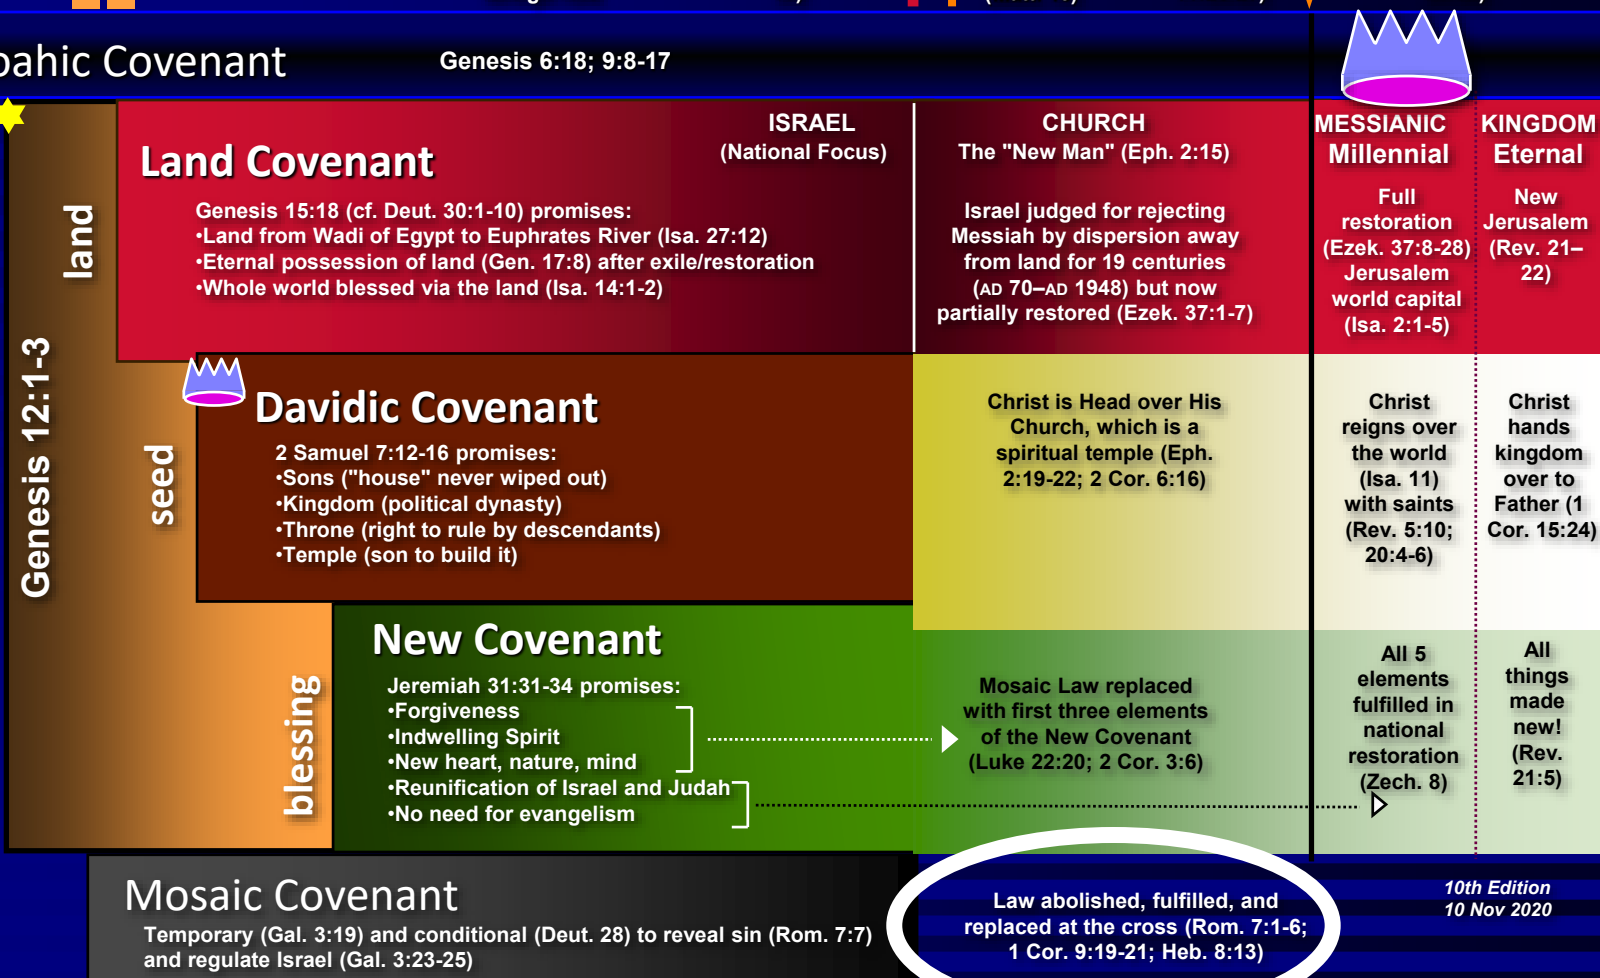 oahic Covenant
Genesis 6:18; 9:8-17
Genesis 12:1-3
land
seed
blessing
Land Covenant
Genesis 15:18 (cf. Deut. 30:1-10) promises:
•Land from Wadi of Egypt to Euphrates River (Isa. 27:12)
•Eternal possession of land (Gen. 17:8) after exile/restoration
•Whole world blessed via the land (Isa. 14:1-2)
ISRAEL
(National Focus)
CHURCH
The "New Man" (Eph. 2:15)
Israel judged for rejecting
Messiah by dispersion away
from land for 19 centuries
(AD 70–AD 1948) but now
partially restored (Ezek. 37:1-7)
MESSIANIC
Millennial
Full
restoration
(Ezek. 37:8-28)
Jerusalem
world capital
(Isa. 2:1-5)
KINGDOM
Eternal
New
Jerusalem
(Rev. 21–
22)
Davidic Covenant
2 Samuel 7:12-16 promises:
•Sons ("house" never wiped out)
•Kingdom (political dynasty)
•Throne (right to rule by descendants)
•Temple (son to build it)
Christ is Head over His
Church, which is a
spiritual temple (Eph.
2:19-22; 2 Cor. 6:16)
Christ
reigns over
the world
(Isa. 11)
with saints
(Rev. 5:10;
20:4-6)
Christ
hands
kingdom
over to
Father (1
Cor. 15:24)
New Covenant
Jeremiah 31:31-34 promises:
•Forgiveness
•Indwelling Spirit
•New heart, nature, mind
•Reunification of Israel and Judah
•No need for evangelism
Mosaic Law replaced
with first three elements
of the New Covenant
(Luke 22:20; 2 Cor. 3:6)
All 5
elements
fulfilled in
national
restoration
(Zech. 8)
All
things
made
new!
(Rev.
21:5)
Mosaic Covenant
Temporary (Gal. 3:19) and conditional (Deut. 28) to reveal sin (Rom. 7:7)
and regulate Israel (Gal. 3:23-25)
Law abolished, fulfilled, and
replaced at the cross (Rom. 7:1-6;
1 Cor. 9:19-21; Heb. 8:13)
10th Edition
10 Nov 2020